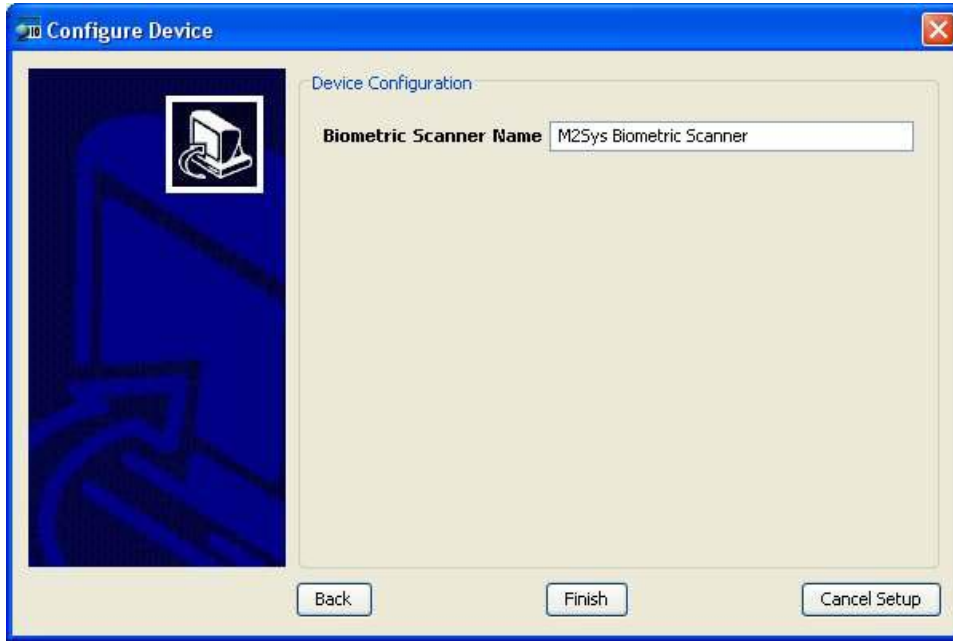 Configure Device
Device Configuration
Biometric Scanner Name M2Sys Biometric Scanner
Back Finish Cancel Setup